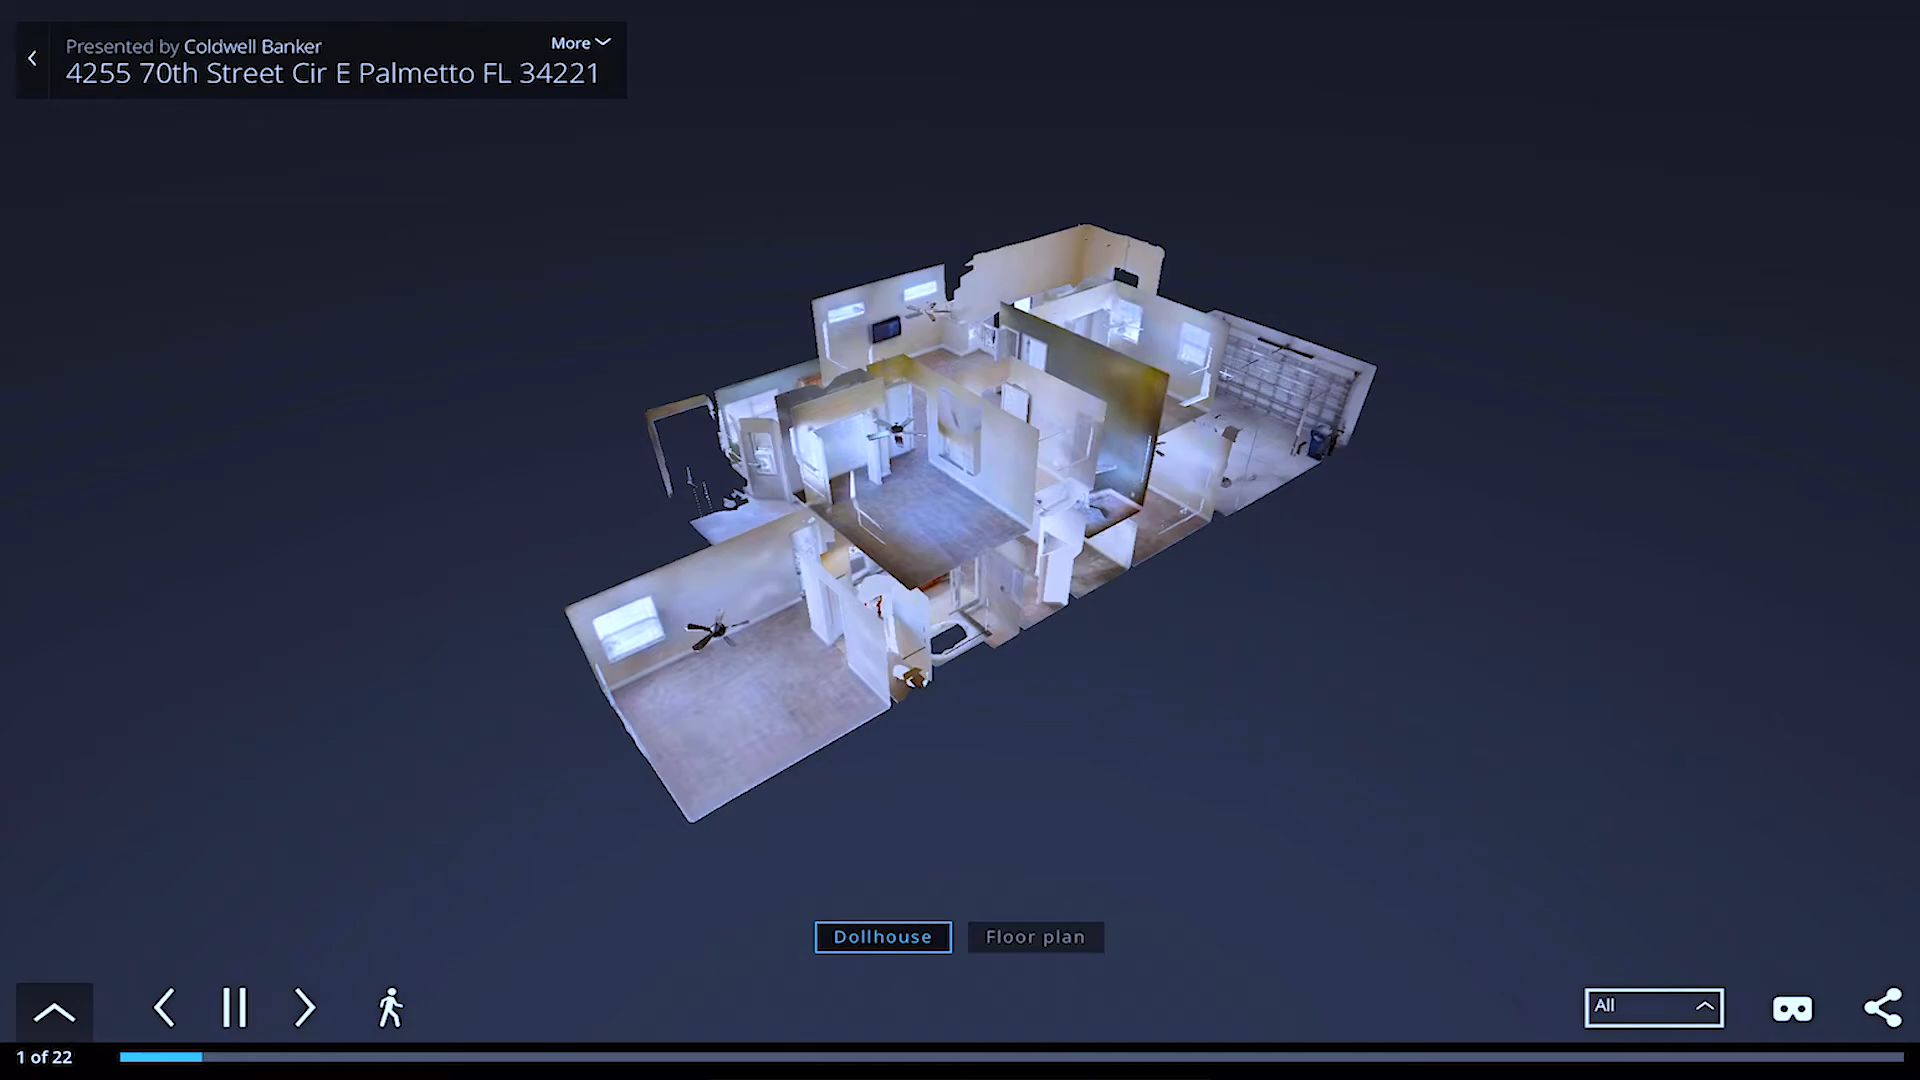 Presented by Coldwell Banker
More
4255 70th Street Cir E Palmetto FL 34221
Dollhouse
Floor plan
All
1 of 22